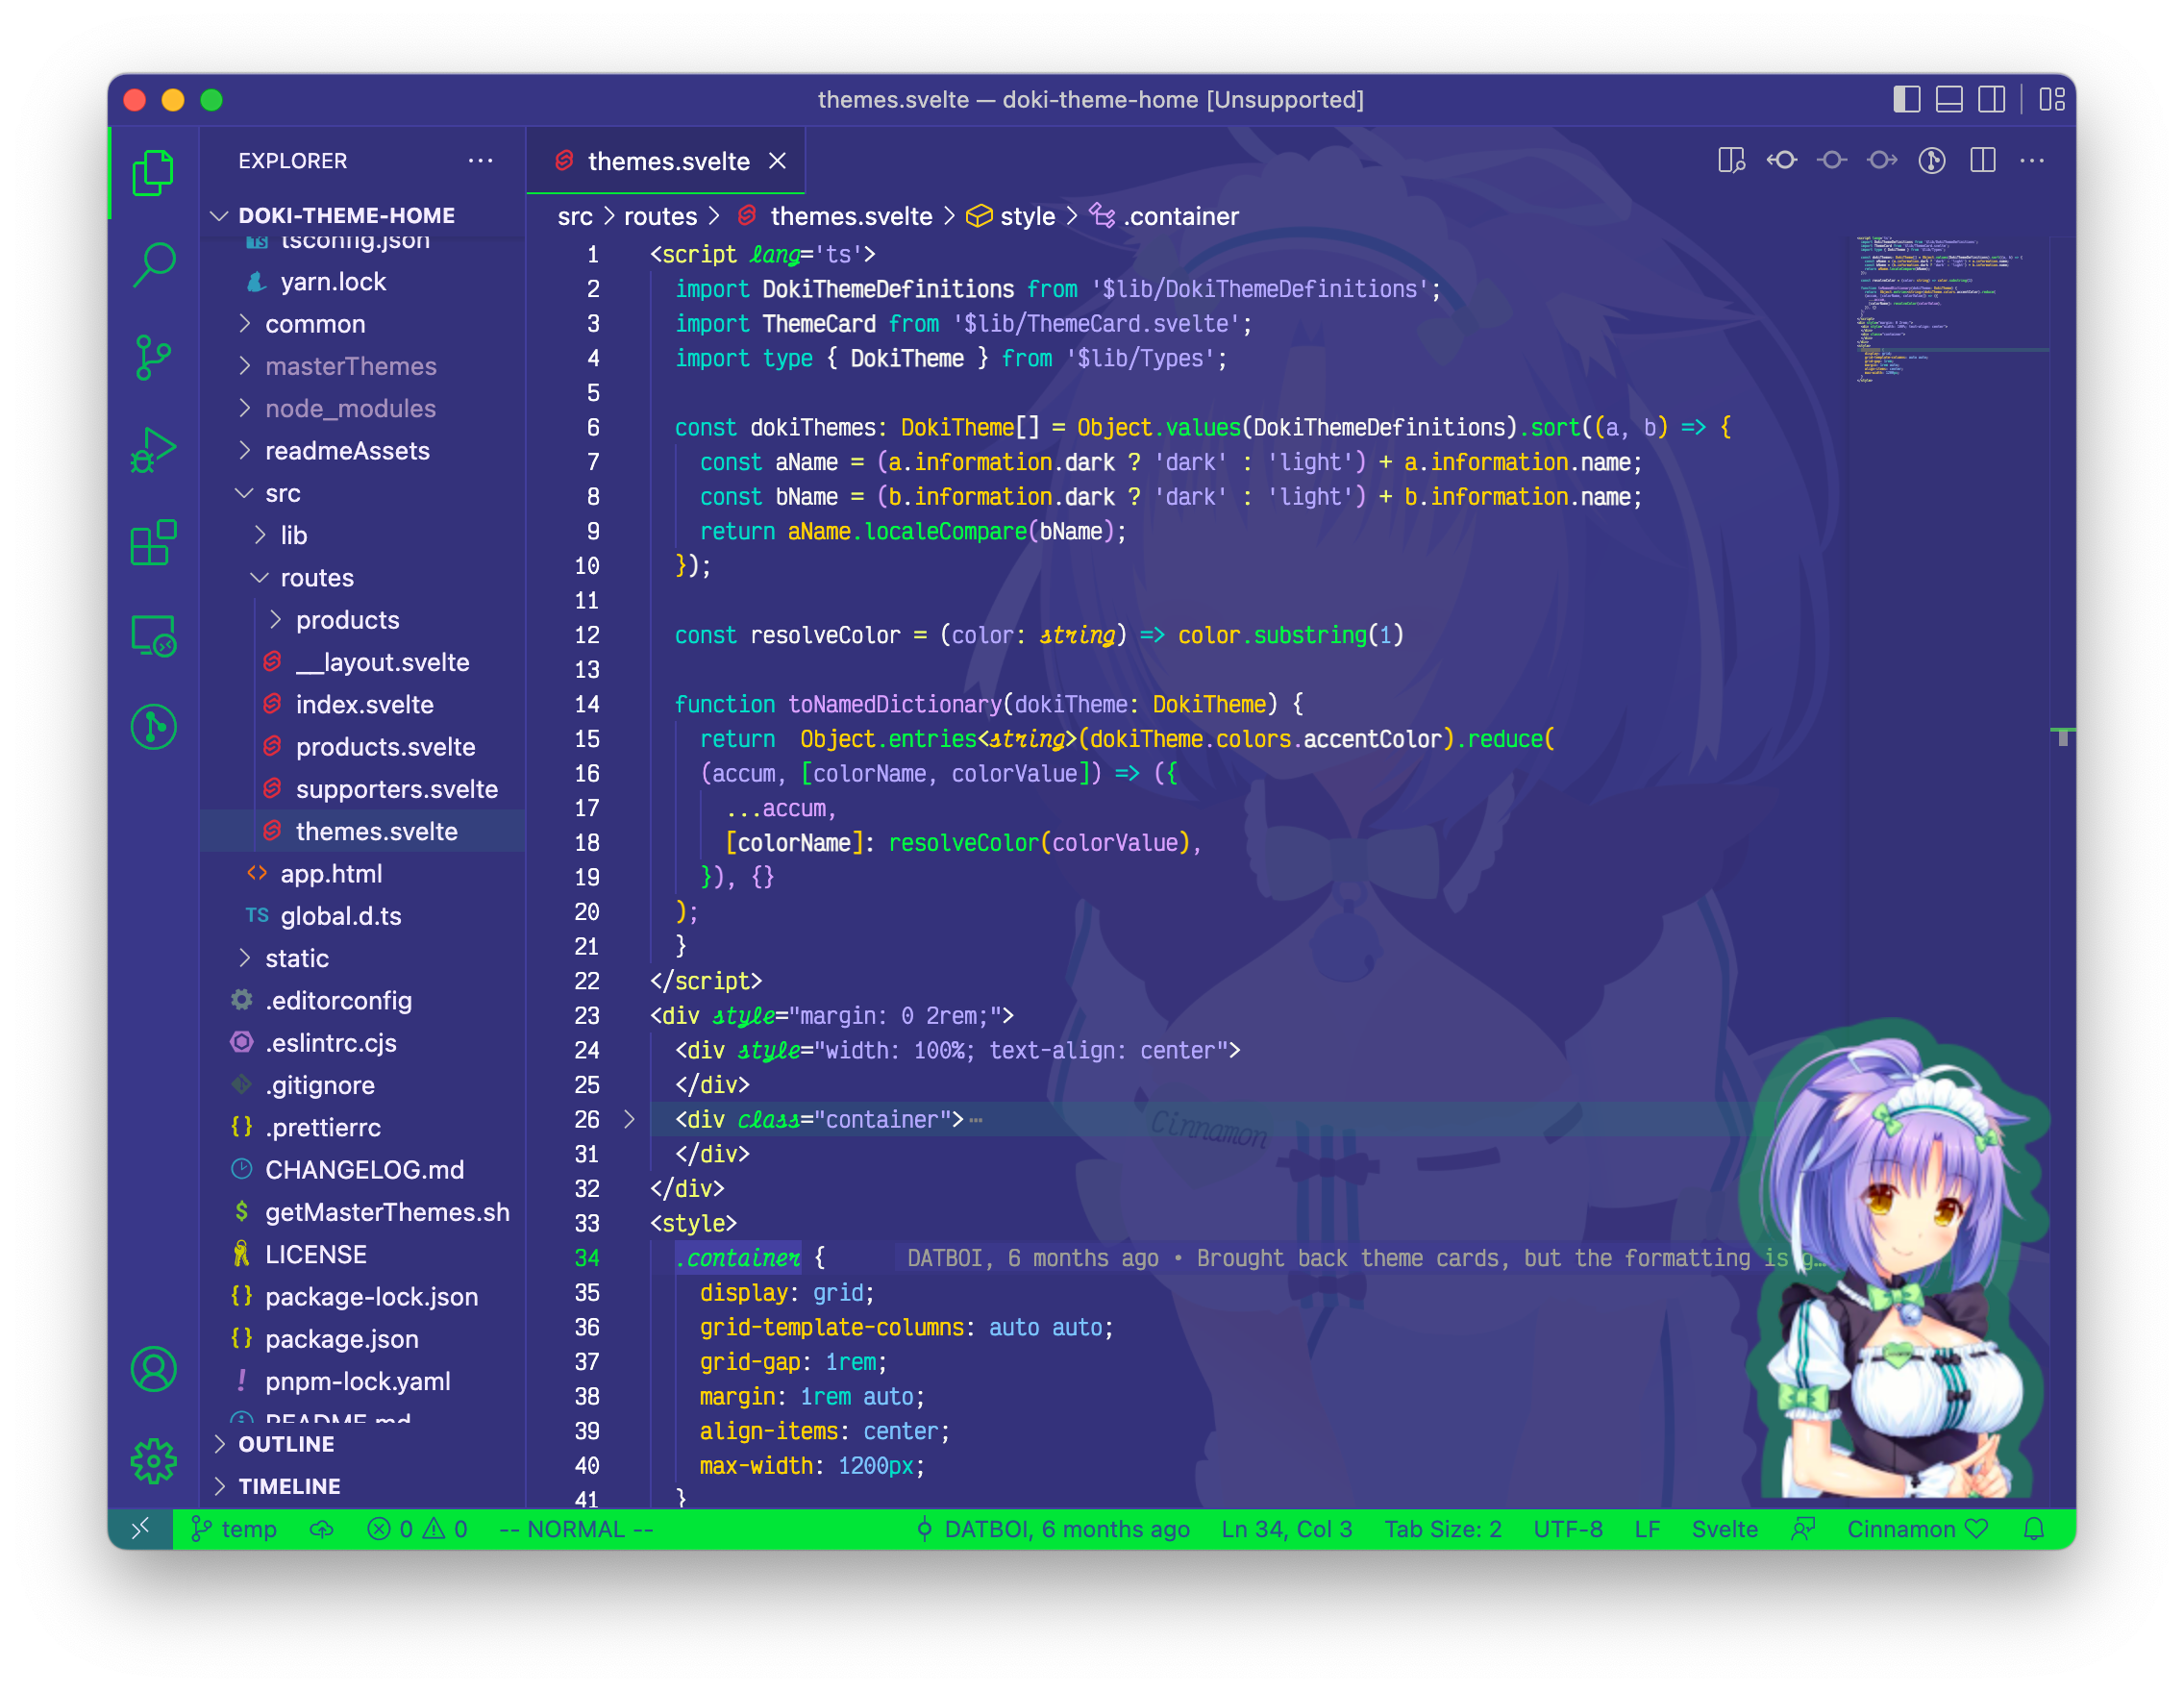 themes.svelte — doki-theme-home [Unsupported]
EXPLORER
DOKI-THEME-HOME
tsconfig.json
yarn.lock
common
masterThemes
node_modules
readmeAssets
src
lib
routes
products
__layout.svelte
index.svelte
products.svelte
supporters.svelte
themes.svelte
app.html
TS global.d.ts
static
.editorconfig
.eslintrc.cjs
.gitignore
{} .prettierrc
CHANGELOG.md
$ getMasterThemes.sh
LICENSE
{} package-lock.json
{} package.json
! pnpm-lock.yaml
README.md
OUTLINE
TIMELINE
themes.svelte
src > routes > themes.svelte > style > .container
1 <script lang='ts'>
2 import DokiThemeDefinitions from '$lib/DokiThemeDefinitions';
3 import ThemeCard from '$lib/ThemeCard.svelte';
4 import type { DokiTheme } from '$lib/Types';
5
6 const dokiThemes: DokiTheme[] = Object.values(DokiThemeDefinitions).sort((a, b) => {
7 const aName = (a.information.dark ? 'dark' : 'light') + a.information.name;
8 const bName = (b.information.dark ? 'dark' : 'light') + b.information.name;
9 return aName.localeCompare(bName);
10 });
11
12 const resolveColor = (color: string) => color.substring(1)
13
14 function toNamedDictionary(dokiTheme: DokiTheme) {
15 return  Object.entries<string>(dokiTheme.colors.accentColor).reduce(
16 (accum, [colorName, colorValue]) => ({
17 ...accum,
18 [colorName]: resolveColor(colorValue),
19 }), {}
20 );
21 }
22 </script>
23 <div style="margin: 0 2rem;">
24 <div style="width: 100%; text-align: center">
25 </div>
26 <div class="container">
31 </div>
32 </div>
33 <style>
34 .container { DATBOI, 6 months ago • Brought back theme cards, but the formatting is g…
35 display: grid;
36 grid-template-columns: auto auto;
37 grid-gap: 1rem;
38 margin: 1rem auto;
39 align-items: center;
40 max-width: 1200px;
41 }
Cinnamon
temp 0 0 -- NORMAL -- DATBOI, 6 months ago Ln 34, Col 3 Tab Size: 2 UTF-8 LF Svelte Cinnamon ♡